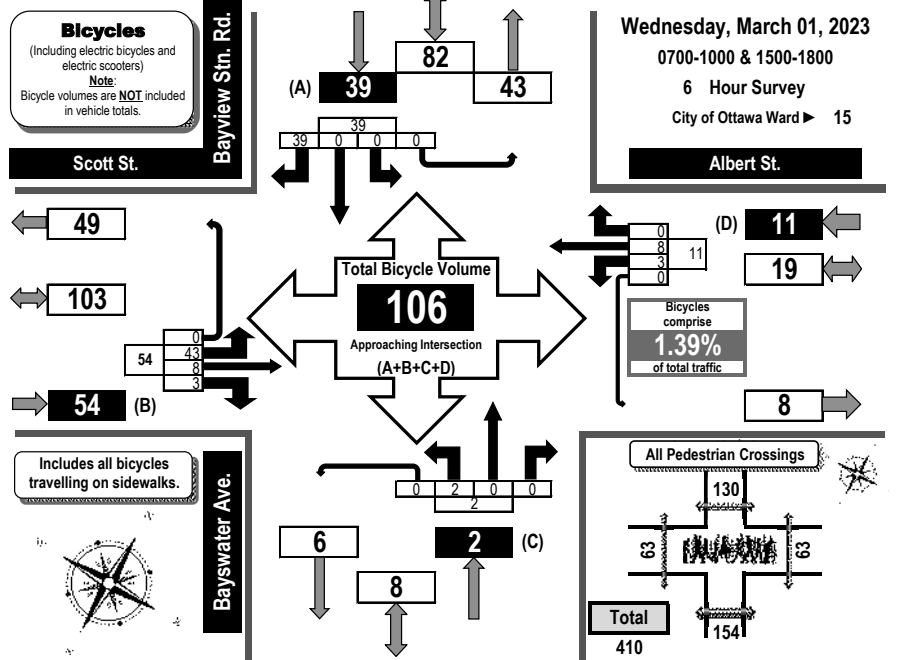 Bicycles
(Including electric bicycles and
electric scooters)
Note:
Bicycle volumes are NOT included
in vehicle totals.
Bayview Stn. Rd.
Scott St.
82
(A)
39
43
39
39
0
0
0
Wednesday, March 01, 2023
0700-1000 & 1500-1800
6 Hour Survey
City of Ottawa Ward 15
Albert St.
49
103
54
0
43
8
3
54
(B)
Total Bicycle Volume
106
Approaching Intersection
(A+B+C+D)
0
8
3
0
11
(D)
11
19
Bicycles
comprise
1.39%
of total traffic
8
Includes all bicycles
travelling on sidewalks.
Bayswater Ave.
0
2
0
0
2
6
2
(C)
8
All Pedestrian Crossings
130
63
63
154
Total
410